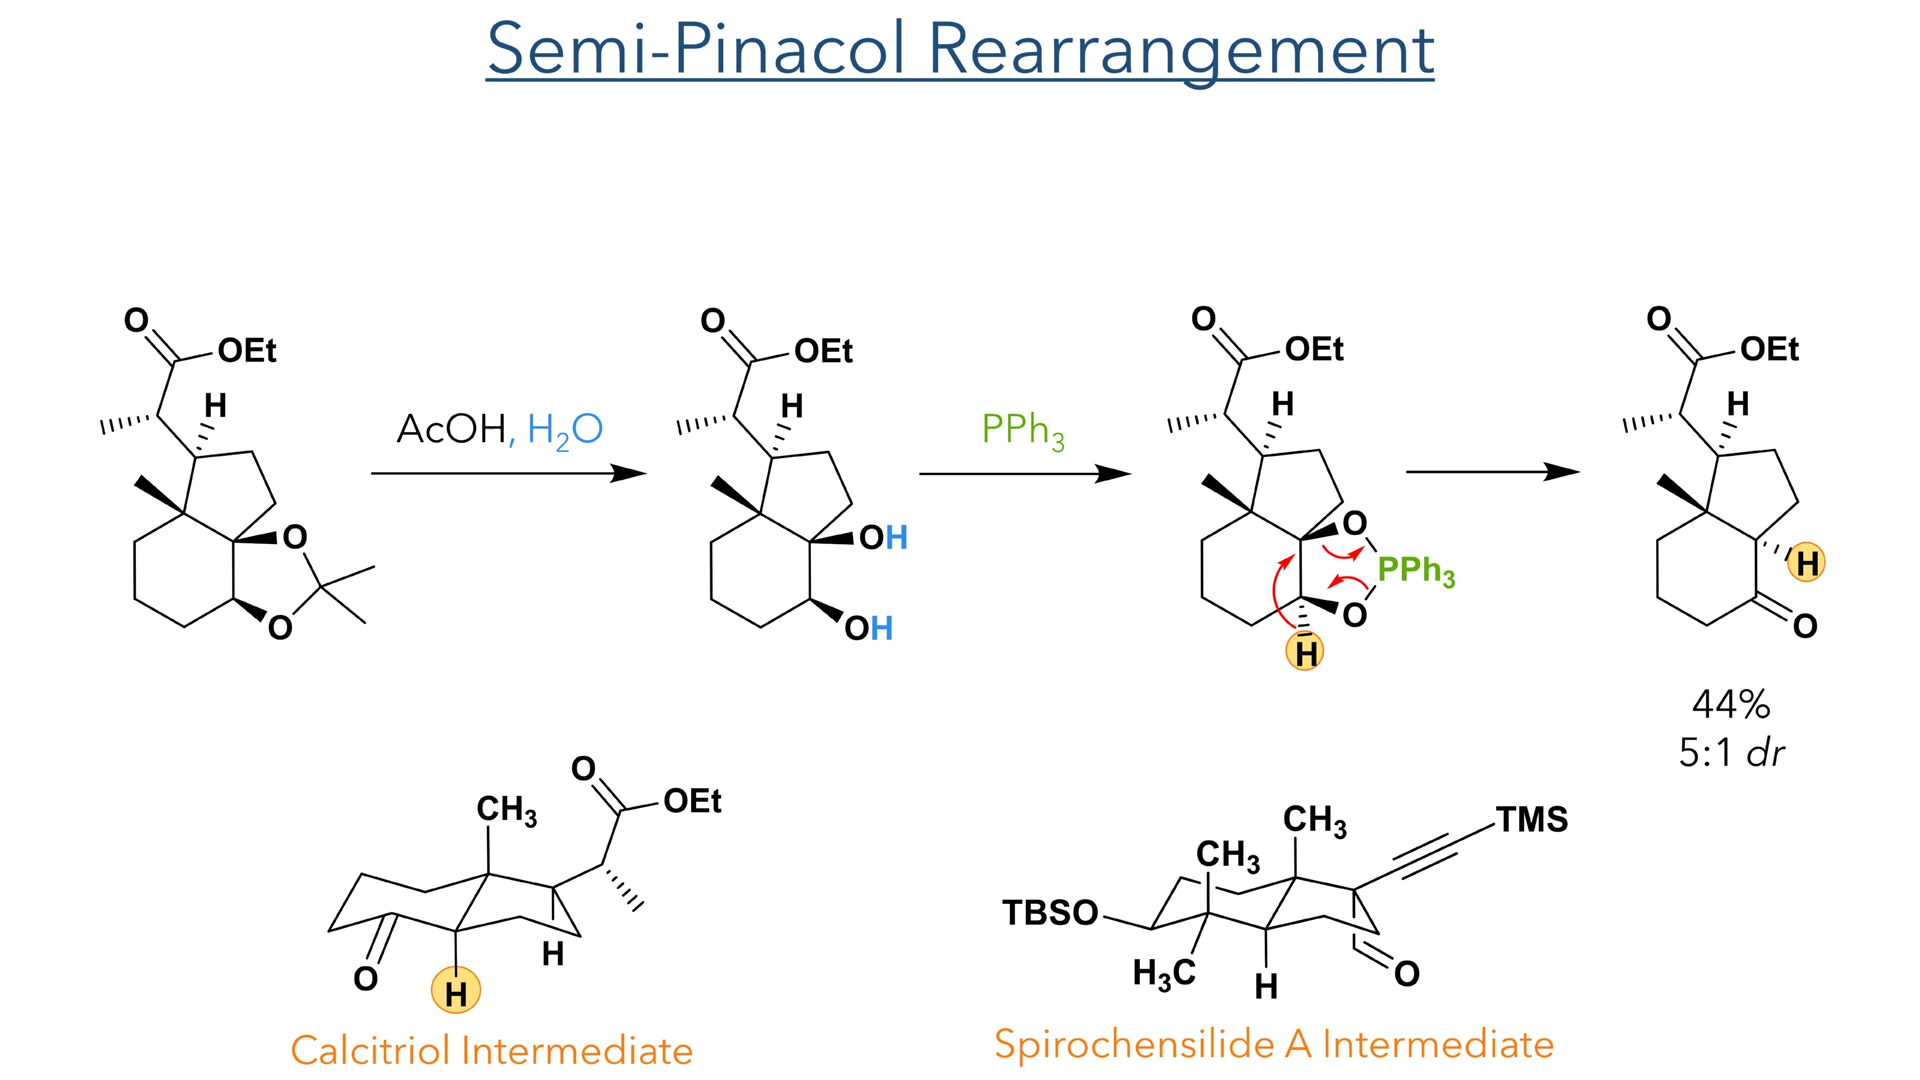 Semi-Pinacol Rearrangement
O
OEt
H
O
O
AcOH, H₂O
O
OEt
H
OH
OH
PPh₃
O
OEt
H
O
PPh₃
O
H
O
OEt
H
H
O
44%
5:1 dr
O
OEt
CH₃
H
O
H
Calcitriol Intermediate
CH₃
TMS
CH₃
TBSO
H₃C
H
O
Spirochensilide A Intermediate